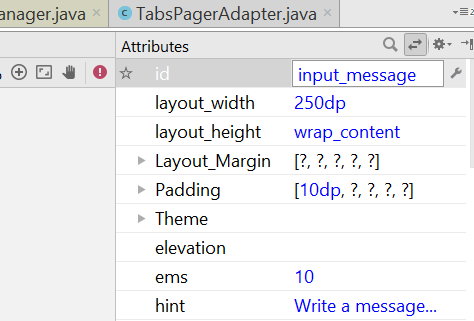 anager.java TabsPagerAdapter.java
Attributes
id input_message
layout_width 250dp
layout_height wrap_content
Layout_Margin [?, ?, ?, ?, ?]
Padding [10dp, ?, ?, ?, ?]
Theme
elevation
ems 10
hint Write a message...